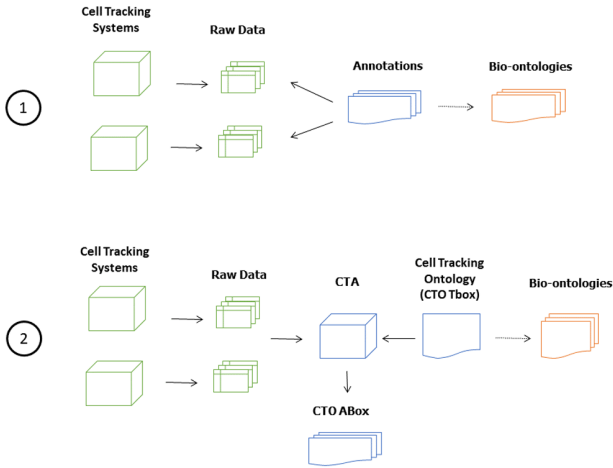 Cell Tracking
Systems
Raw Data
Annotations
Bio-ontologies
1
Cell Tracking
Systems
Raw Data
CTA
Cell Tracking
Ontology
(CTO Tbox)
Bio-ontologies
2
CTO ABox